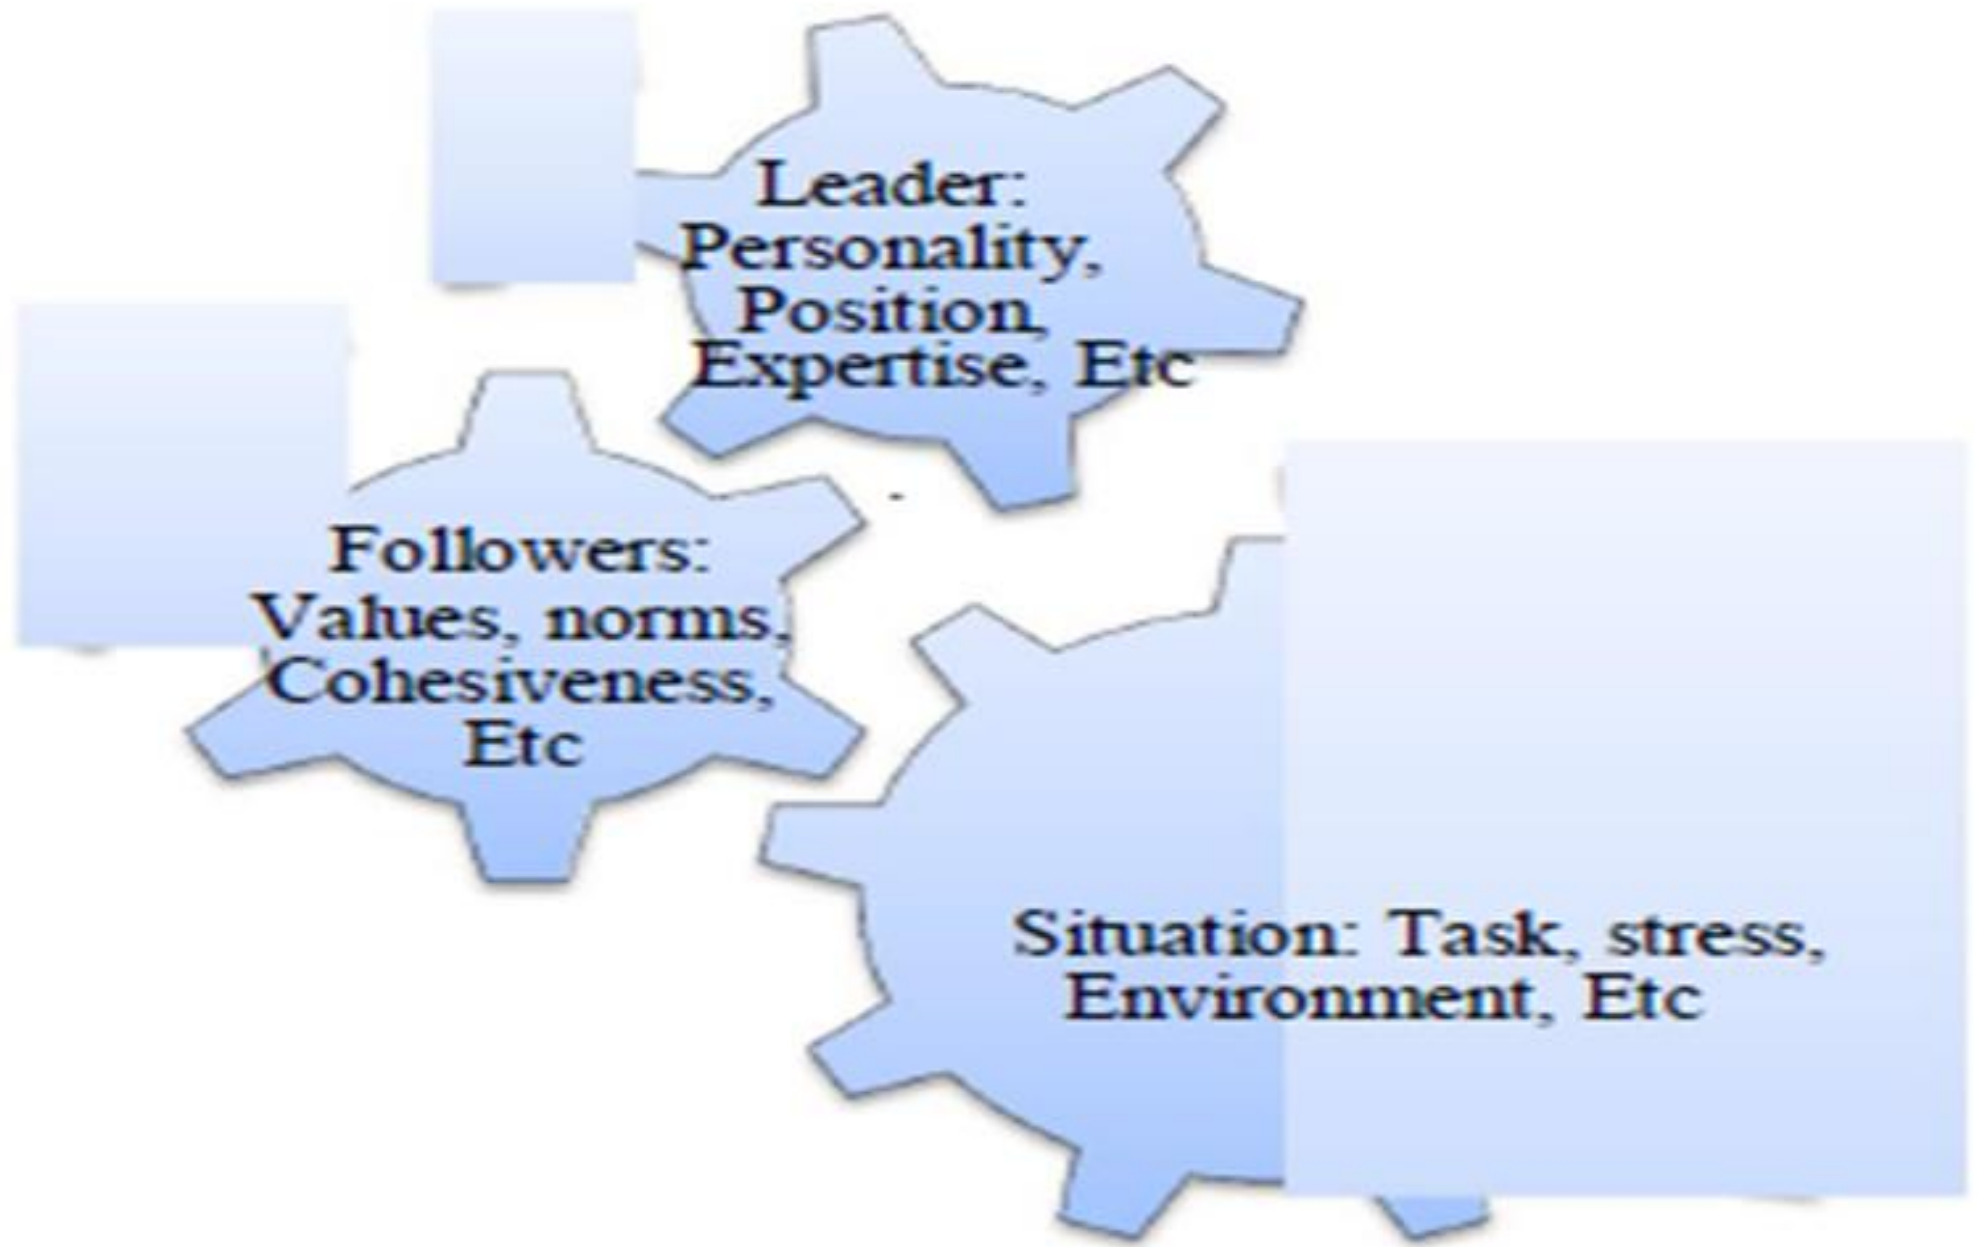 Leader:
Personality,
Position,
Expertise, Etc
Followers:
Values, norms,
Cohesiveness,
Etc
Situation: Task, stress,
Environment, Etc